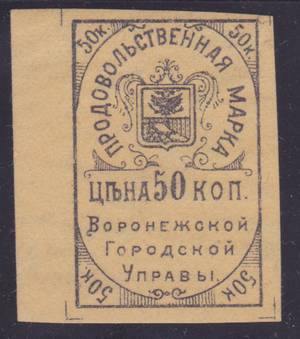 50К. 50К.
ПРОДОВОЛЬСТВЕННАЯ МАРКА
ЦѢНА 50 КОП.
ВОРОНЕЖСКОЙ
ГОРОДСКОЙ
УПРАВЫ.
50К 50К